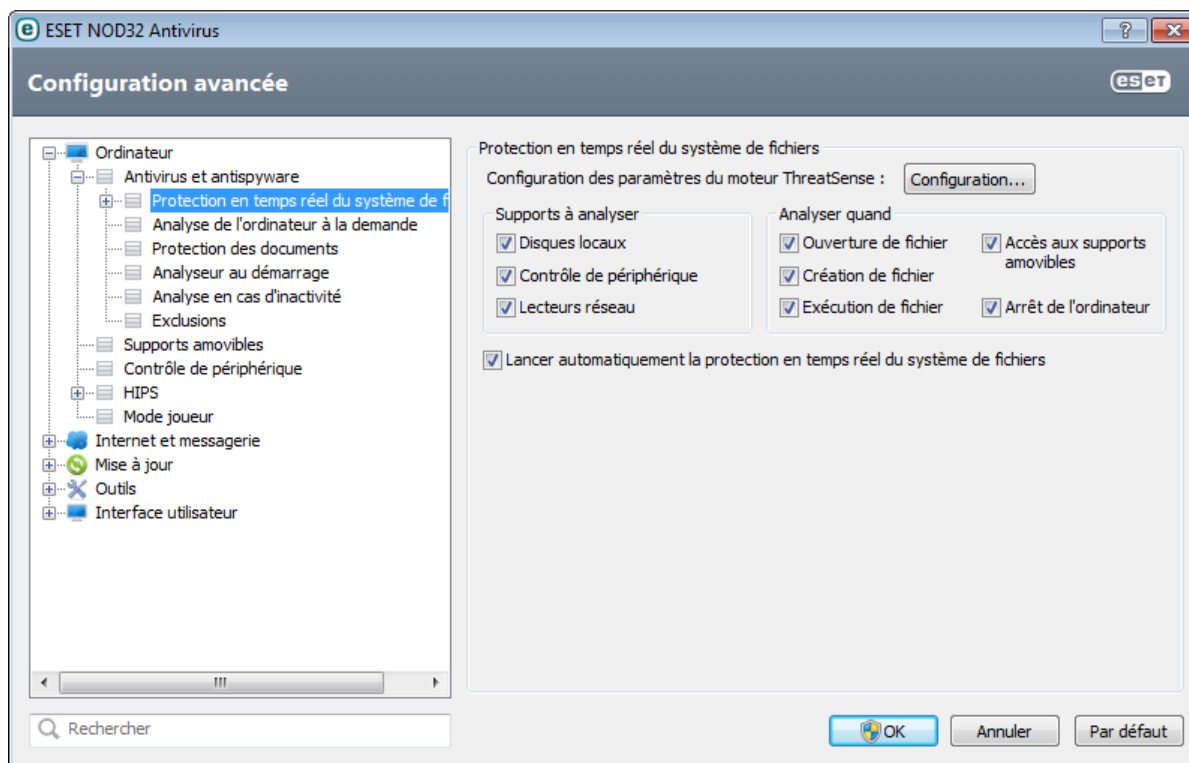 ESET NOD32 Antivirus
?
Configuration avancée
eset
Ordinateur
Antivirus et antispyware
Protection en temps réel du système de f
Analyse de l'ordinateur à la demande
Protection des documents
Analyseur au démarrage
Analyse en cas d'inactivité
Exclusions
Supports amovibles
Contrôle de périphérique
HIPS
Mode joueur
Internet et messagerie
Mise à jour
Outils
Interface utilisateur
Rechercher
Protection en temps réel du système de fichiers
Configuration des paramètres du moteur ThreatSense :
Configuration...
Supports à analyser
Disques locaux
Contrôle de périphérique
Lecteurs réseau
Analyser quand
Ouverture de fichier
Création de fichier
Exécution de fichier
Accès aux supports
amovibles
Arrêt de l'ordinateur
Lancer automatiquement la protection en temps réel du système de fichiers
OK
Annuler
Par défaut